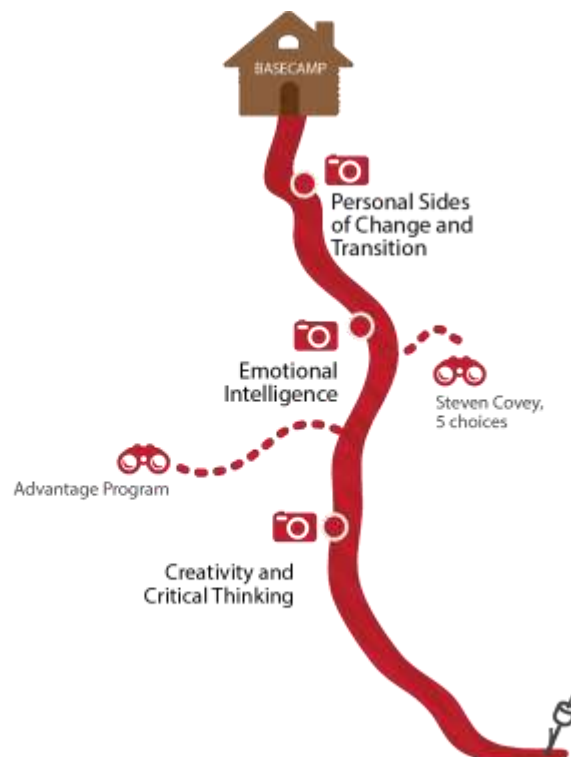 BASECAMP
Personal Sides
of Change and
Transition
Emotional
Intelligence
Steven Covey,
5 choices
Advantage Program
Creativity and
Critical Thinking